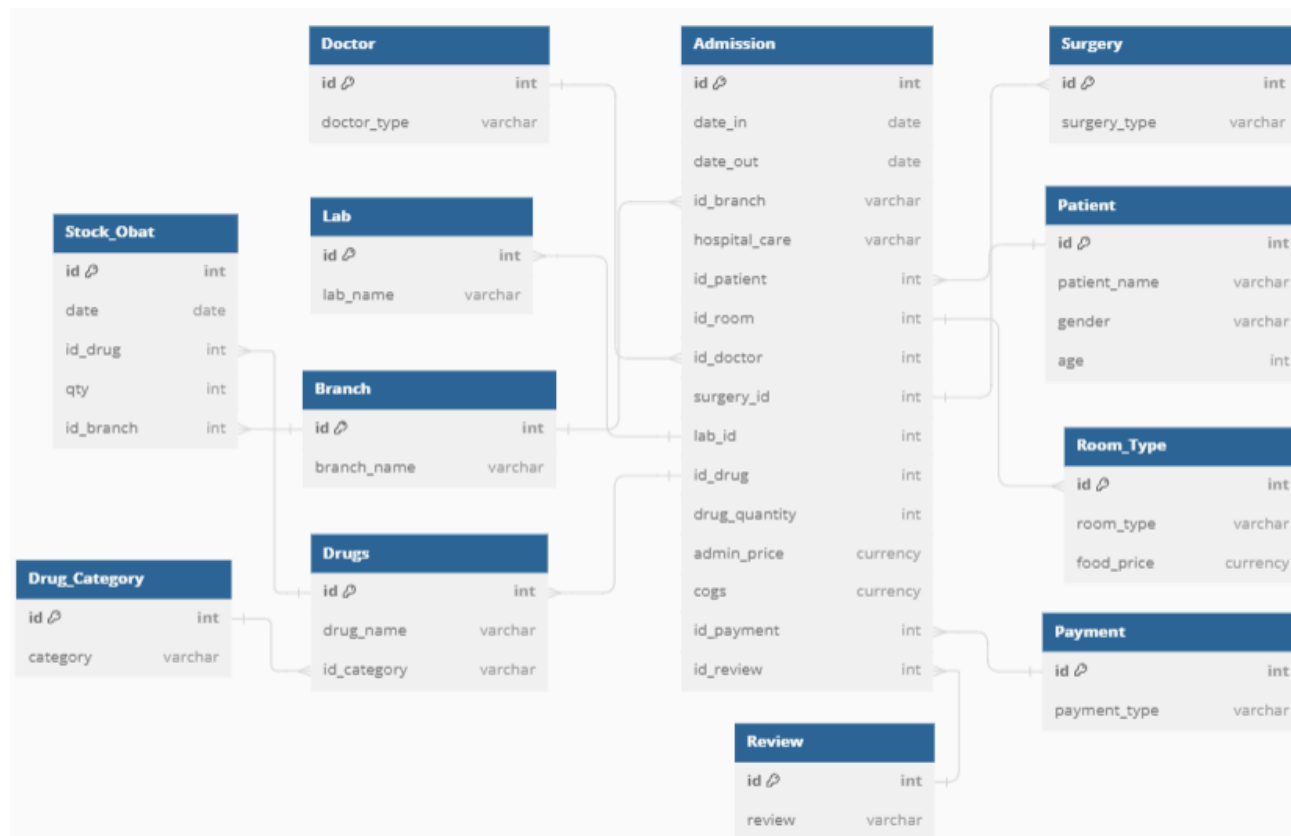 Doctor
id int
doctor_type varchar
Lab
id int
lab_name varchar
Stock_Obat
id int
date date
id_drug int
qty int
id_branch int
Branch
id int
branch_name varchar
Drugs
id int
drug_name varchar
id_category varchar
Drug_Category
id int
category varchar
Admission
id int
date_in date
date_out date
id_branch varchar
hospital_care varchar
id_patient int
id_room int
id_doctor int
surgery_id int
lab_id int
id_drug int
drug_quantity int
admin_price currency
cogs currency
id_payment int
id_review int
Review
id int
review varchar
Surgery
id int
surgery_type varchar
Patient
id int
patient_name varchar
gender varchar
age int
Room_Type
id int
room_type varchar
food_price currency
Payment
id int
payment_type varchar